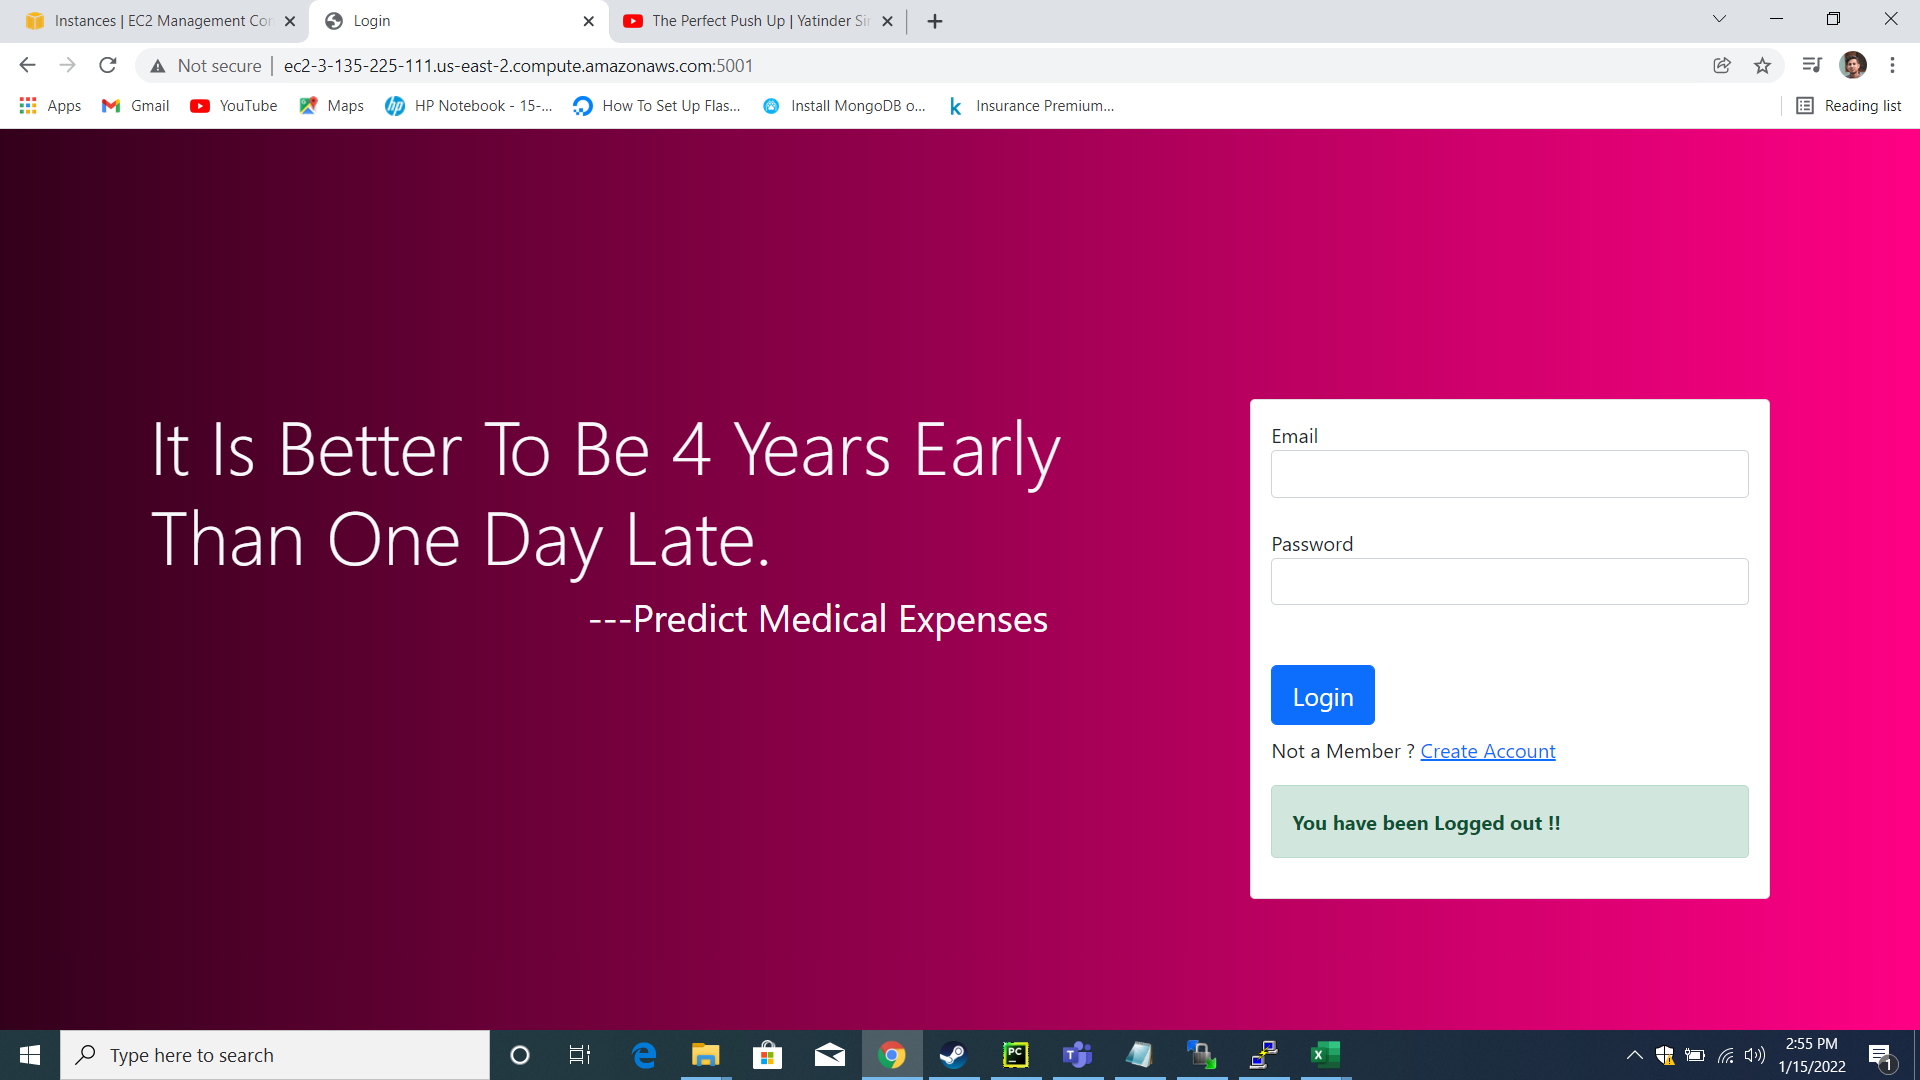 Instances | EC2 Management Con
Login
The Perfect Push Up | Yatinder Sin
Not secure
ec2-3-135-225-111.us-east-2.compute.amazonaws.com:5001
Apps
Gmail
YouTube
Maps
HP Notebook - 15-...
How To Set Up Flas...
Install MongoDB o...
Insurance Premium...
Reading list
It Is Better To Be 4 Years Early
Than One Day Late.
---Predict Medical Expenses
Email
Password
Login
Not a Member ? Create Account
You have been Logged out !!
Type here to search
2:55 PM
1/15/2022
1